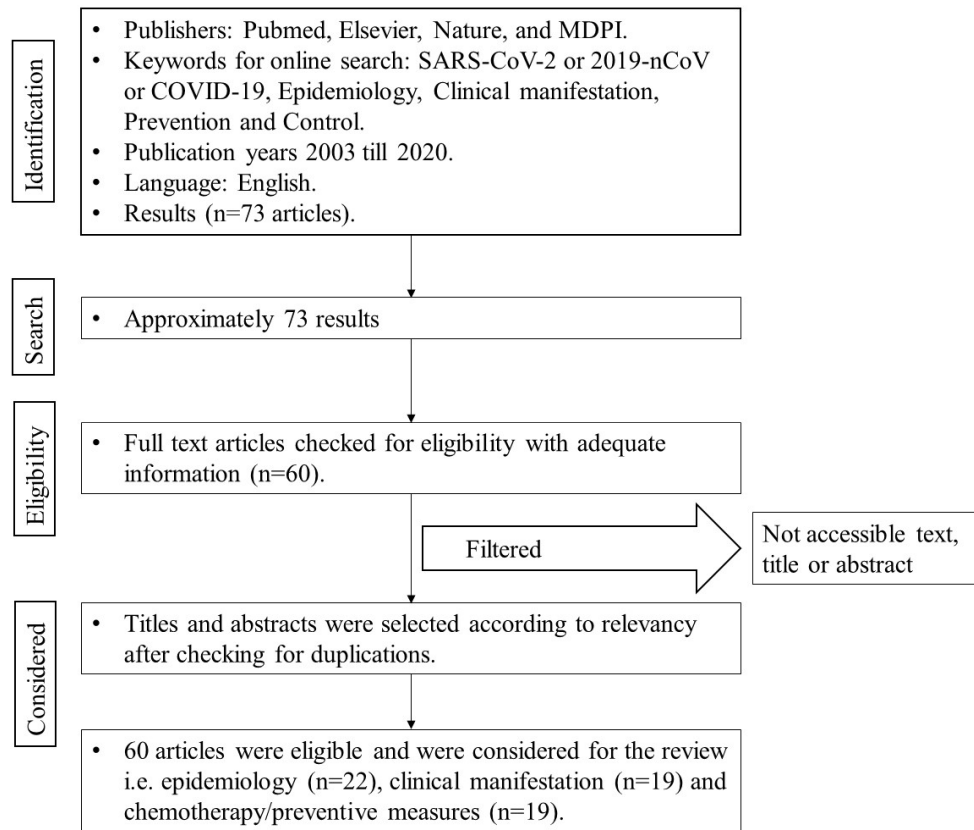 Identification
• Publishers: Pubmed, Elsevier, Nature, and MDPI.
• Keywords for online search: SARS-CoV-2 or 2019-nCoV
or COVID-19, Epidemiology, Clinical manifestation,
Prevention and Control.
• Publication years 2003 till 2020.
• Language: English.
• Results (n=73 articles).
Search
• Approximately 73 results
Eligibility
• Full text articles checked for eligibility with adequate
information (n=60).
Filtered
Not accessible text,
title or abstract
Considered
• Titles and abstracts were selected according to relevancy
after checking for duplications.
• 60 articles were eligible and were considered for the review
i.e. epidemiology (n=22), clinical manifestation (n=19) and
chemotherapy/preventive measures (n=19).